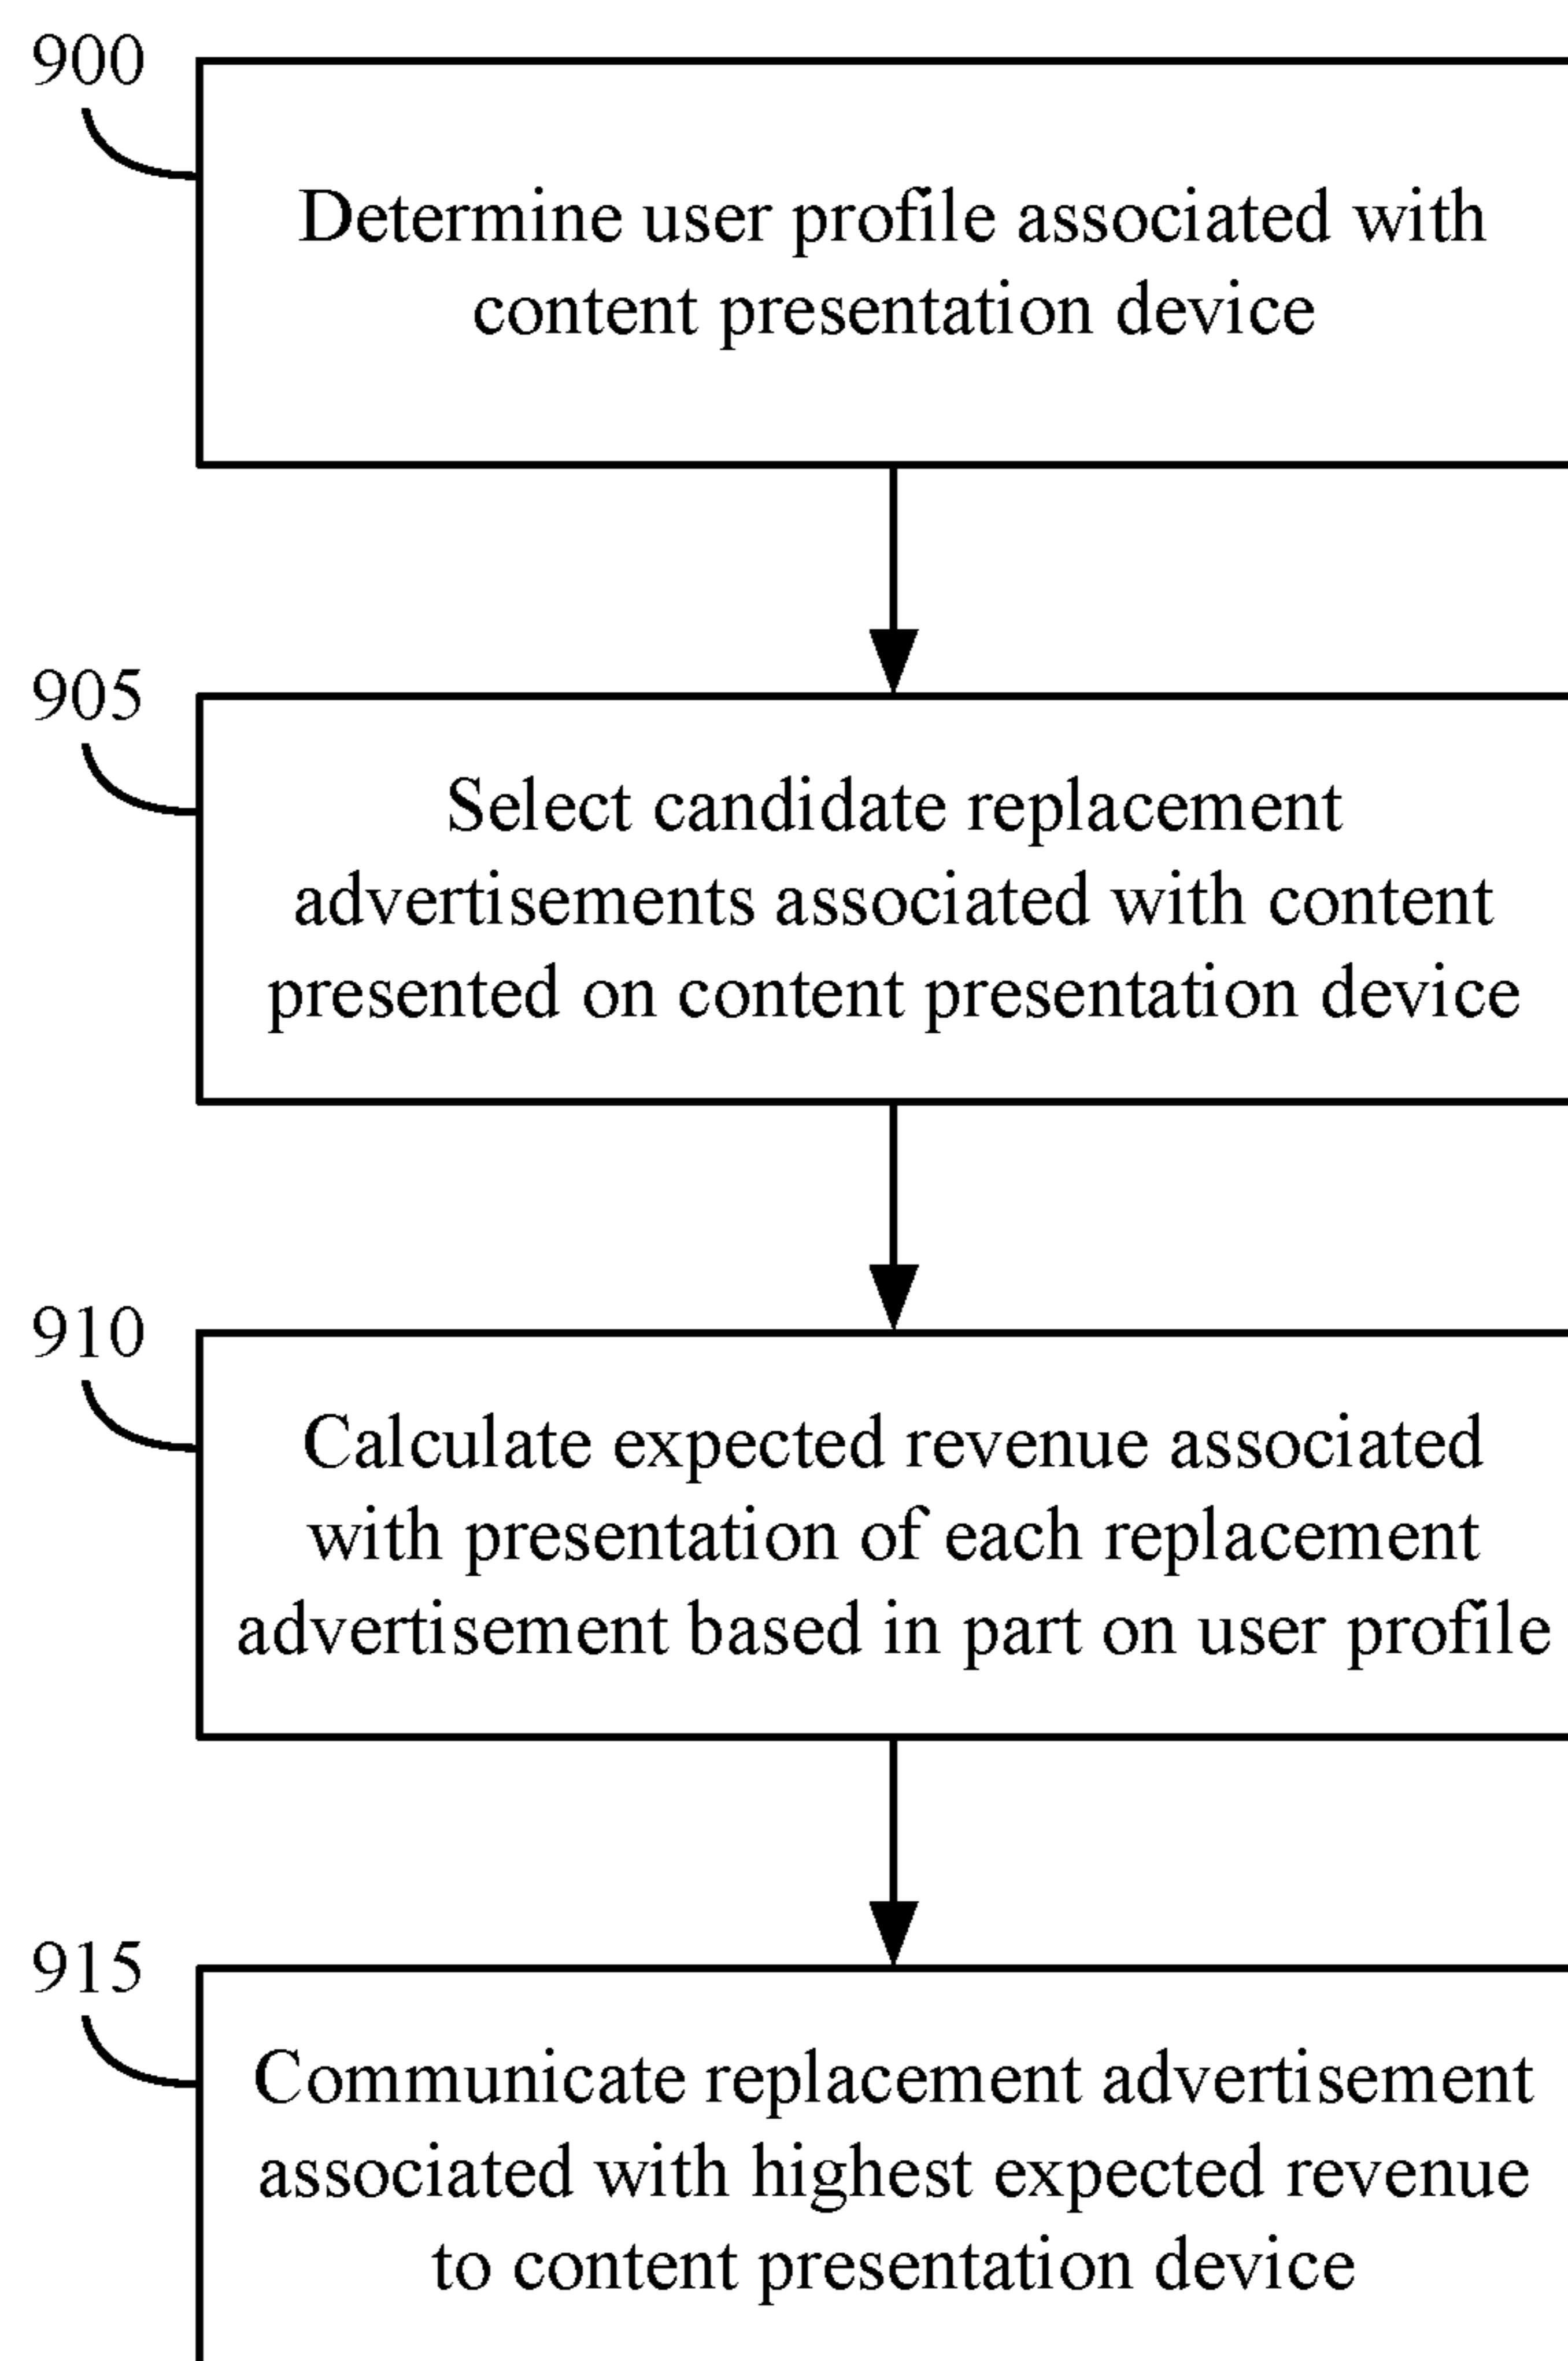 900
Determine user profile associated with
content presentation device
905
Select candidate replacement
advertisements associated with content
presented on content presentation device
910
Calculate expected revenue associated
with presentation of each replacement
advertisement based in part on user profile
915
Communicate replacement advertisement
associated with highest expected revenue
to content presentation device